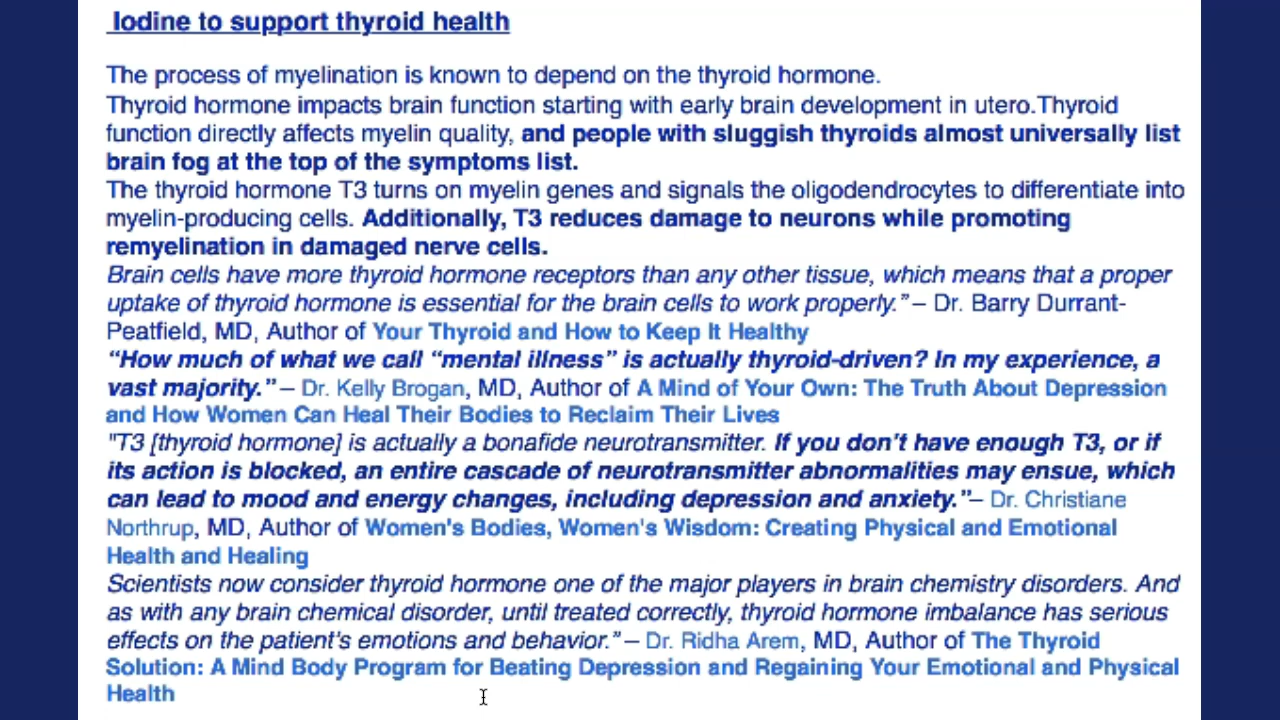 Iodine to support thyroid health
The process of myelination is known to depend on the thyroid hormone.
Thyroid hormone impacts brain function starting with early brain development in utero.Thyroid
function directly affects myelin quality, and people with sluggish thyroids almost universally list
brain fog at the top of the symptoms list.
The thyroid hormone T3 turns on myelin genes and signals the oligodendrocytes to differentiate into
myelin-producing cells. Additionally, T3 reduces damage to neurons while promoting
remyelination in damaged nerve cells.
Brain cells have more thyroid hormone receptors than any other tissue, which means that a proper
uptake of thyroid hormone is essential for the brain cells to work properly.” – Dr. Barry Durrant-
Peatfield, MD, Author of Your Thyroid and How to Keep It Healthy
“How much of what we call “mental illness” is actually thyroid-driven? In my experience, a
vast majority.” – Dr. Kelly Brogan, MD, Author of A Mind of Your Own: The Truth About Depression
and How Women Can Heal Their Bodies to Reclaim Their Lives
"T3 [thyroid hormone] is actually a bonafide neurotransmitter. If you don’t have enough T3, or if
its action is blocked, an entire cascade of neurotransmitter abnormalities may ensue, which
can lead to mood and energy changes, including depression and anxiety.”– Dr. Christiane
Northrup, MD, Author of Women's Bodies, Women's Wisdom: Creating Physical and Emotional
Health and Healing
Scientists now consider thyroid hormone one of the major players in brain chemistry disorders. And
as with any brain chemical disorder, until treated correctly, thyroid hormone imbalance has serious
effects on the patient’s emotions and behavior.” – Dr. Ridha Arem, MD, Author of The Thyroid
Solution: A Mind Body Program for Beating Depression and Regaining Your Emotional and Physical
Health